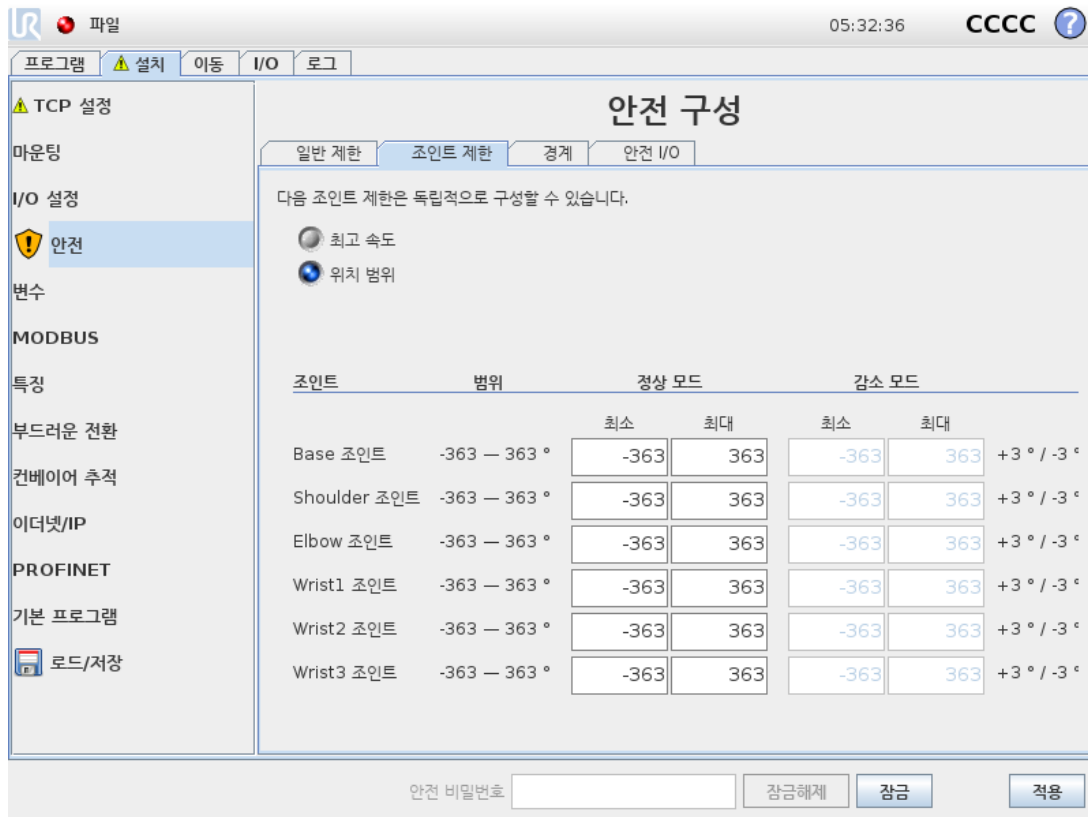 UR 파일 05:32:36 CCCC ?
프로그램 설치 이동 I/O 로그
TCP 설정
마운팅
I/O 설정
안전
변수
MODBUS
특징
부드러운 전환
컨베이어 추적
이더넷/IP
PROFINET
기본 프로그램
로드/저장
안전 구성
일반 제한 조인트 제한 경계 안전 I/O
다음 조인트 제한은 독립적으로 구성할 수 있습니다.
최고 속도
위치 범위
조인트 범위 정상 모드 감소 모드
최소 최대 최소 최대
Base 조인트 -363 — 363 ° -363 363 -363 363 +3 ° / -3 °
Shoulder 조인트 -363 — 363 ° -363 363 -363 363 +3 ° / -3 °
Elbow 조인트 -363 — 363 ° -363 363 -363 363 +3 ° / -3 °
Wrist1 조인트 -363 — 363 ° -363 363 -363 363 +3 ° / -3 °
Wrist2 조인트 -363 — 363 ° -363 363 -363 363 +3 ° / -3 °
Wrist3 조인트 -363 — 363 ° -363 363 -363 363 +3 ° / -3 °
안전 비밀번호 잠금해제 잠금 적용